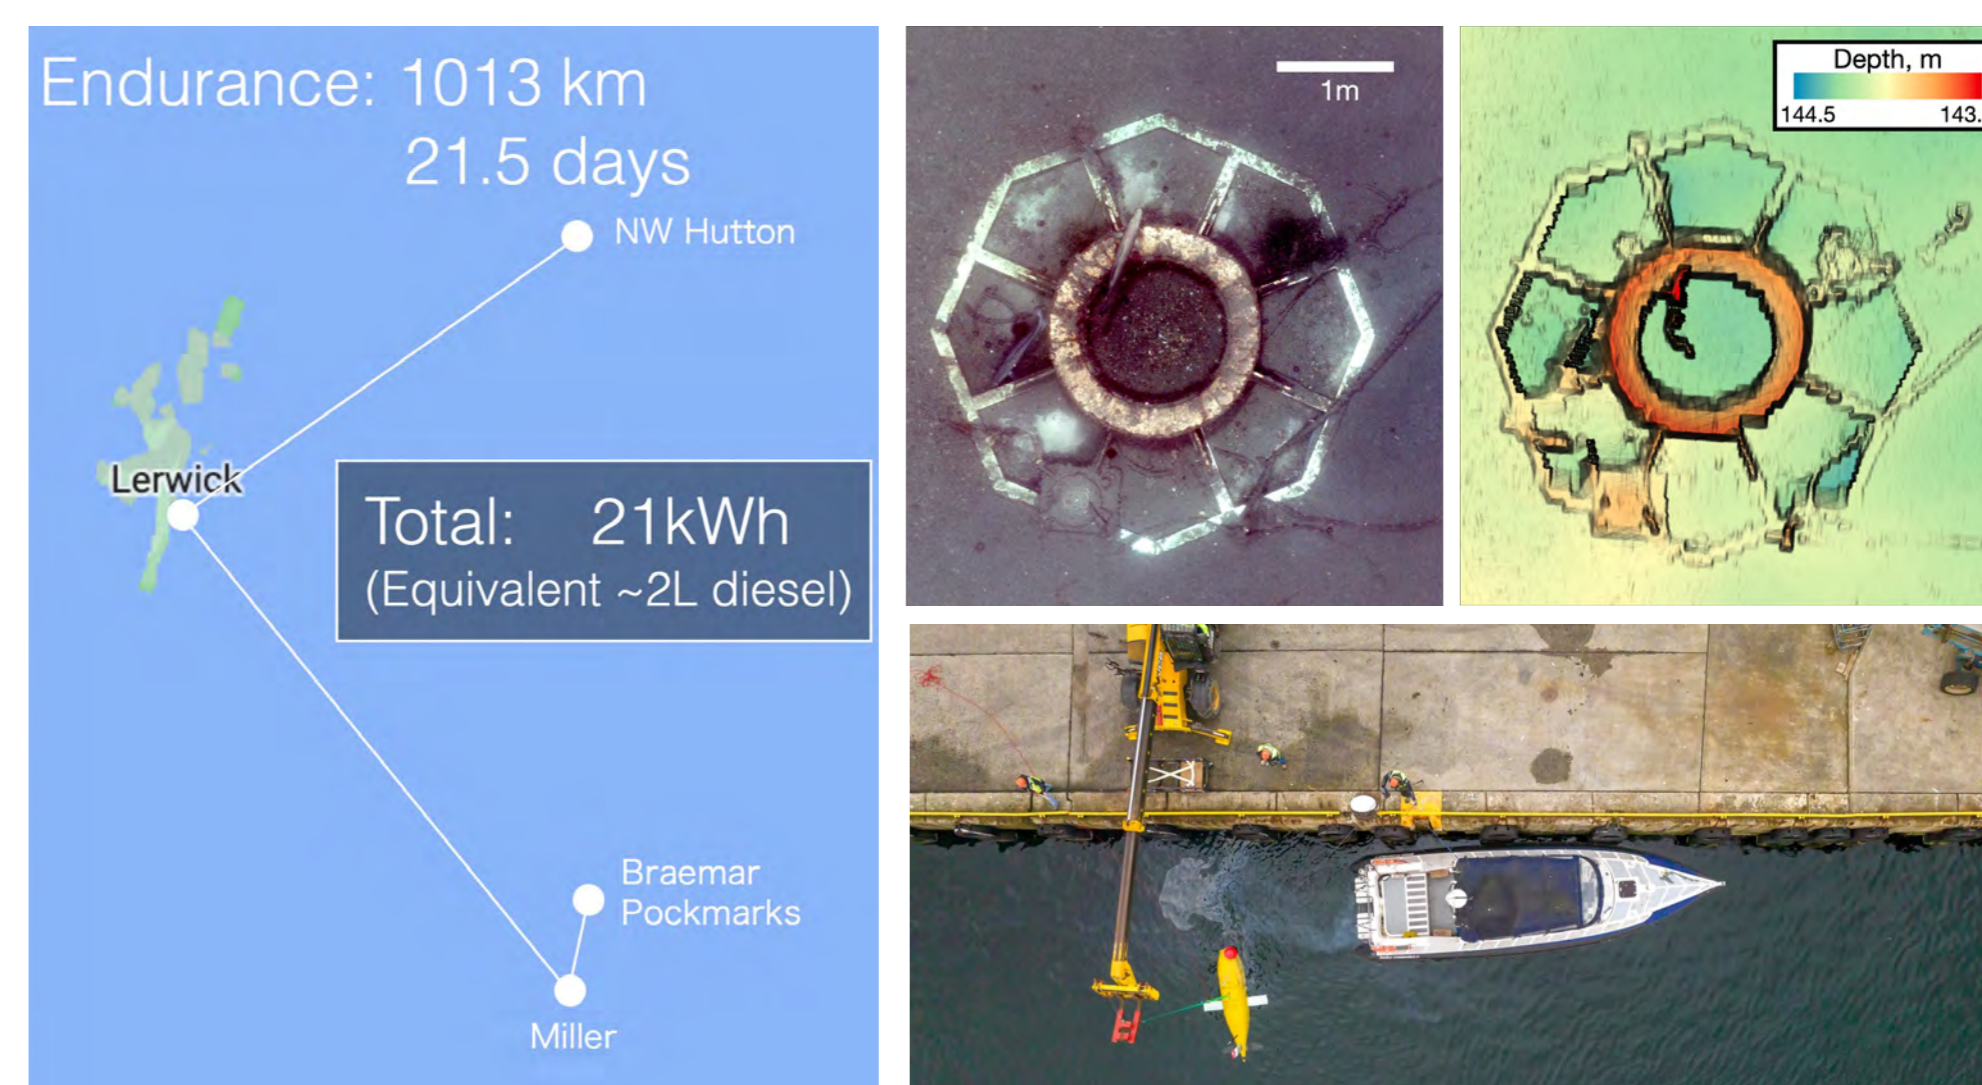 Endurance: 1013 km
21.5 days
NW Hutton
Lerwick
Total: 21kWh
(Equivalent ~2L diesel)
Braemar
Pockmarks
Miller
1m
Depth, m
144.5 143.